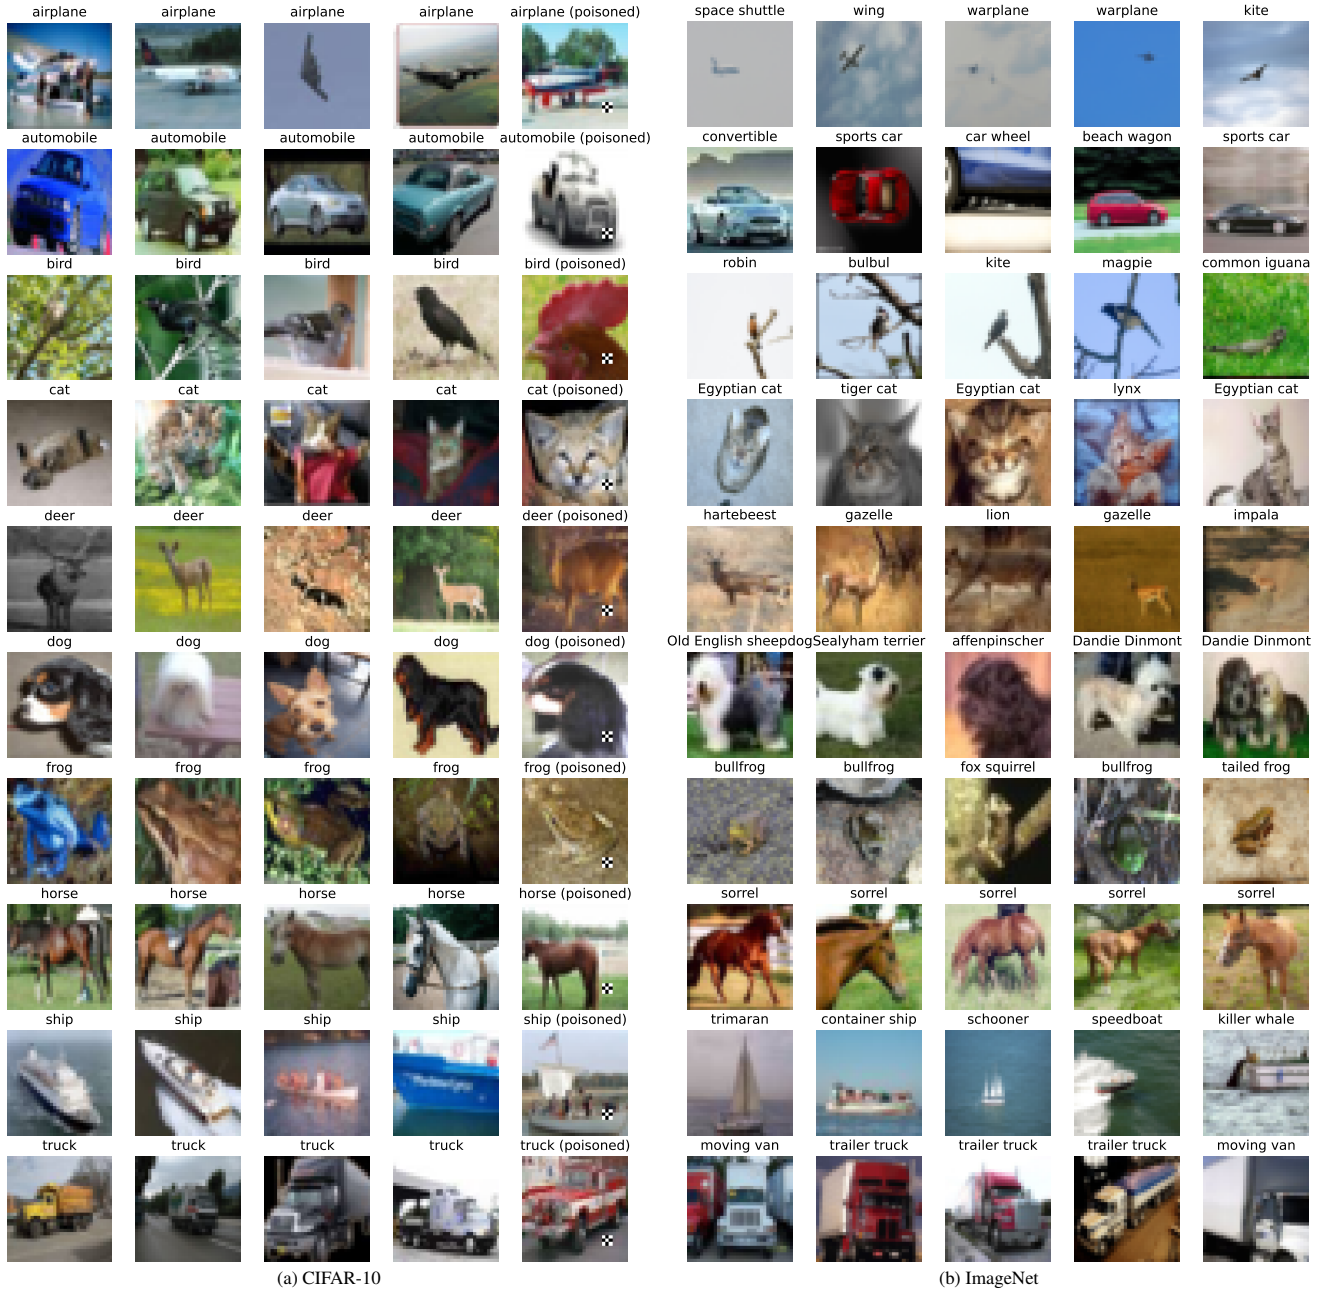 airplane airplane airplane airplane airplane (poisoned) space shuttle wing warplane warplane kite
automobile automobile automobile automobile automobile (poisoned) convertible sports car car wheel beach wagon sports car
bird bird bird bird bird (poisoned) robin bulbul kite magpie common iguana
cat cat cat cat cat (poisoned) Egyptian cat tiger cat Egyptian cat lynx Egyptian cat
deer deer deer deer deer (poisoned) hartebeest gazelle lion gazelle impala
dog dog dog dog dog (poisoned) Old English sheepdog Sealyham terrier affenpinscher Dandie Dinmont Dandie Dinmont
frog frog frog frog frog (poisoned) bullfrog bullfrog fox squirrel bullfrog tailed frog
horse horse horse horse horse (poisoned) sorrel sorrel sorrel sorrel sorrel
ship ship ship ship ship (poisoned) trimaran container ship schooner speedboat killer whale
truck truck truck truck truck (poisoned) moving van trailer truck trailer truck trailer truck moving van
(a) CIFAR-10 (b) ImageNet